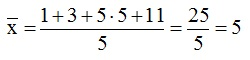 x̄ = (1+3+5·5+11)/5 = 25/5 = 5